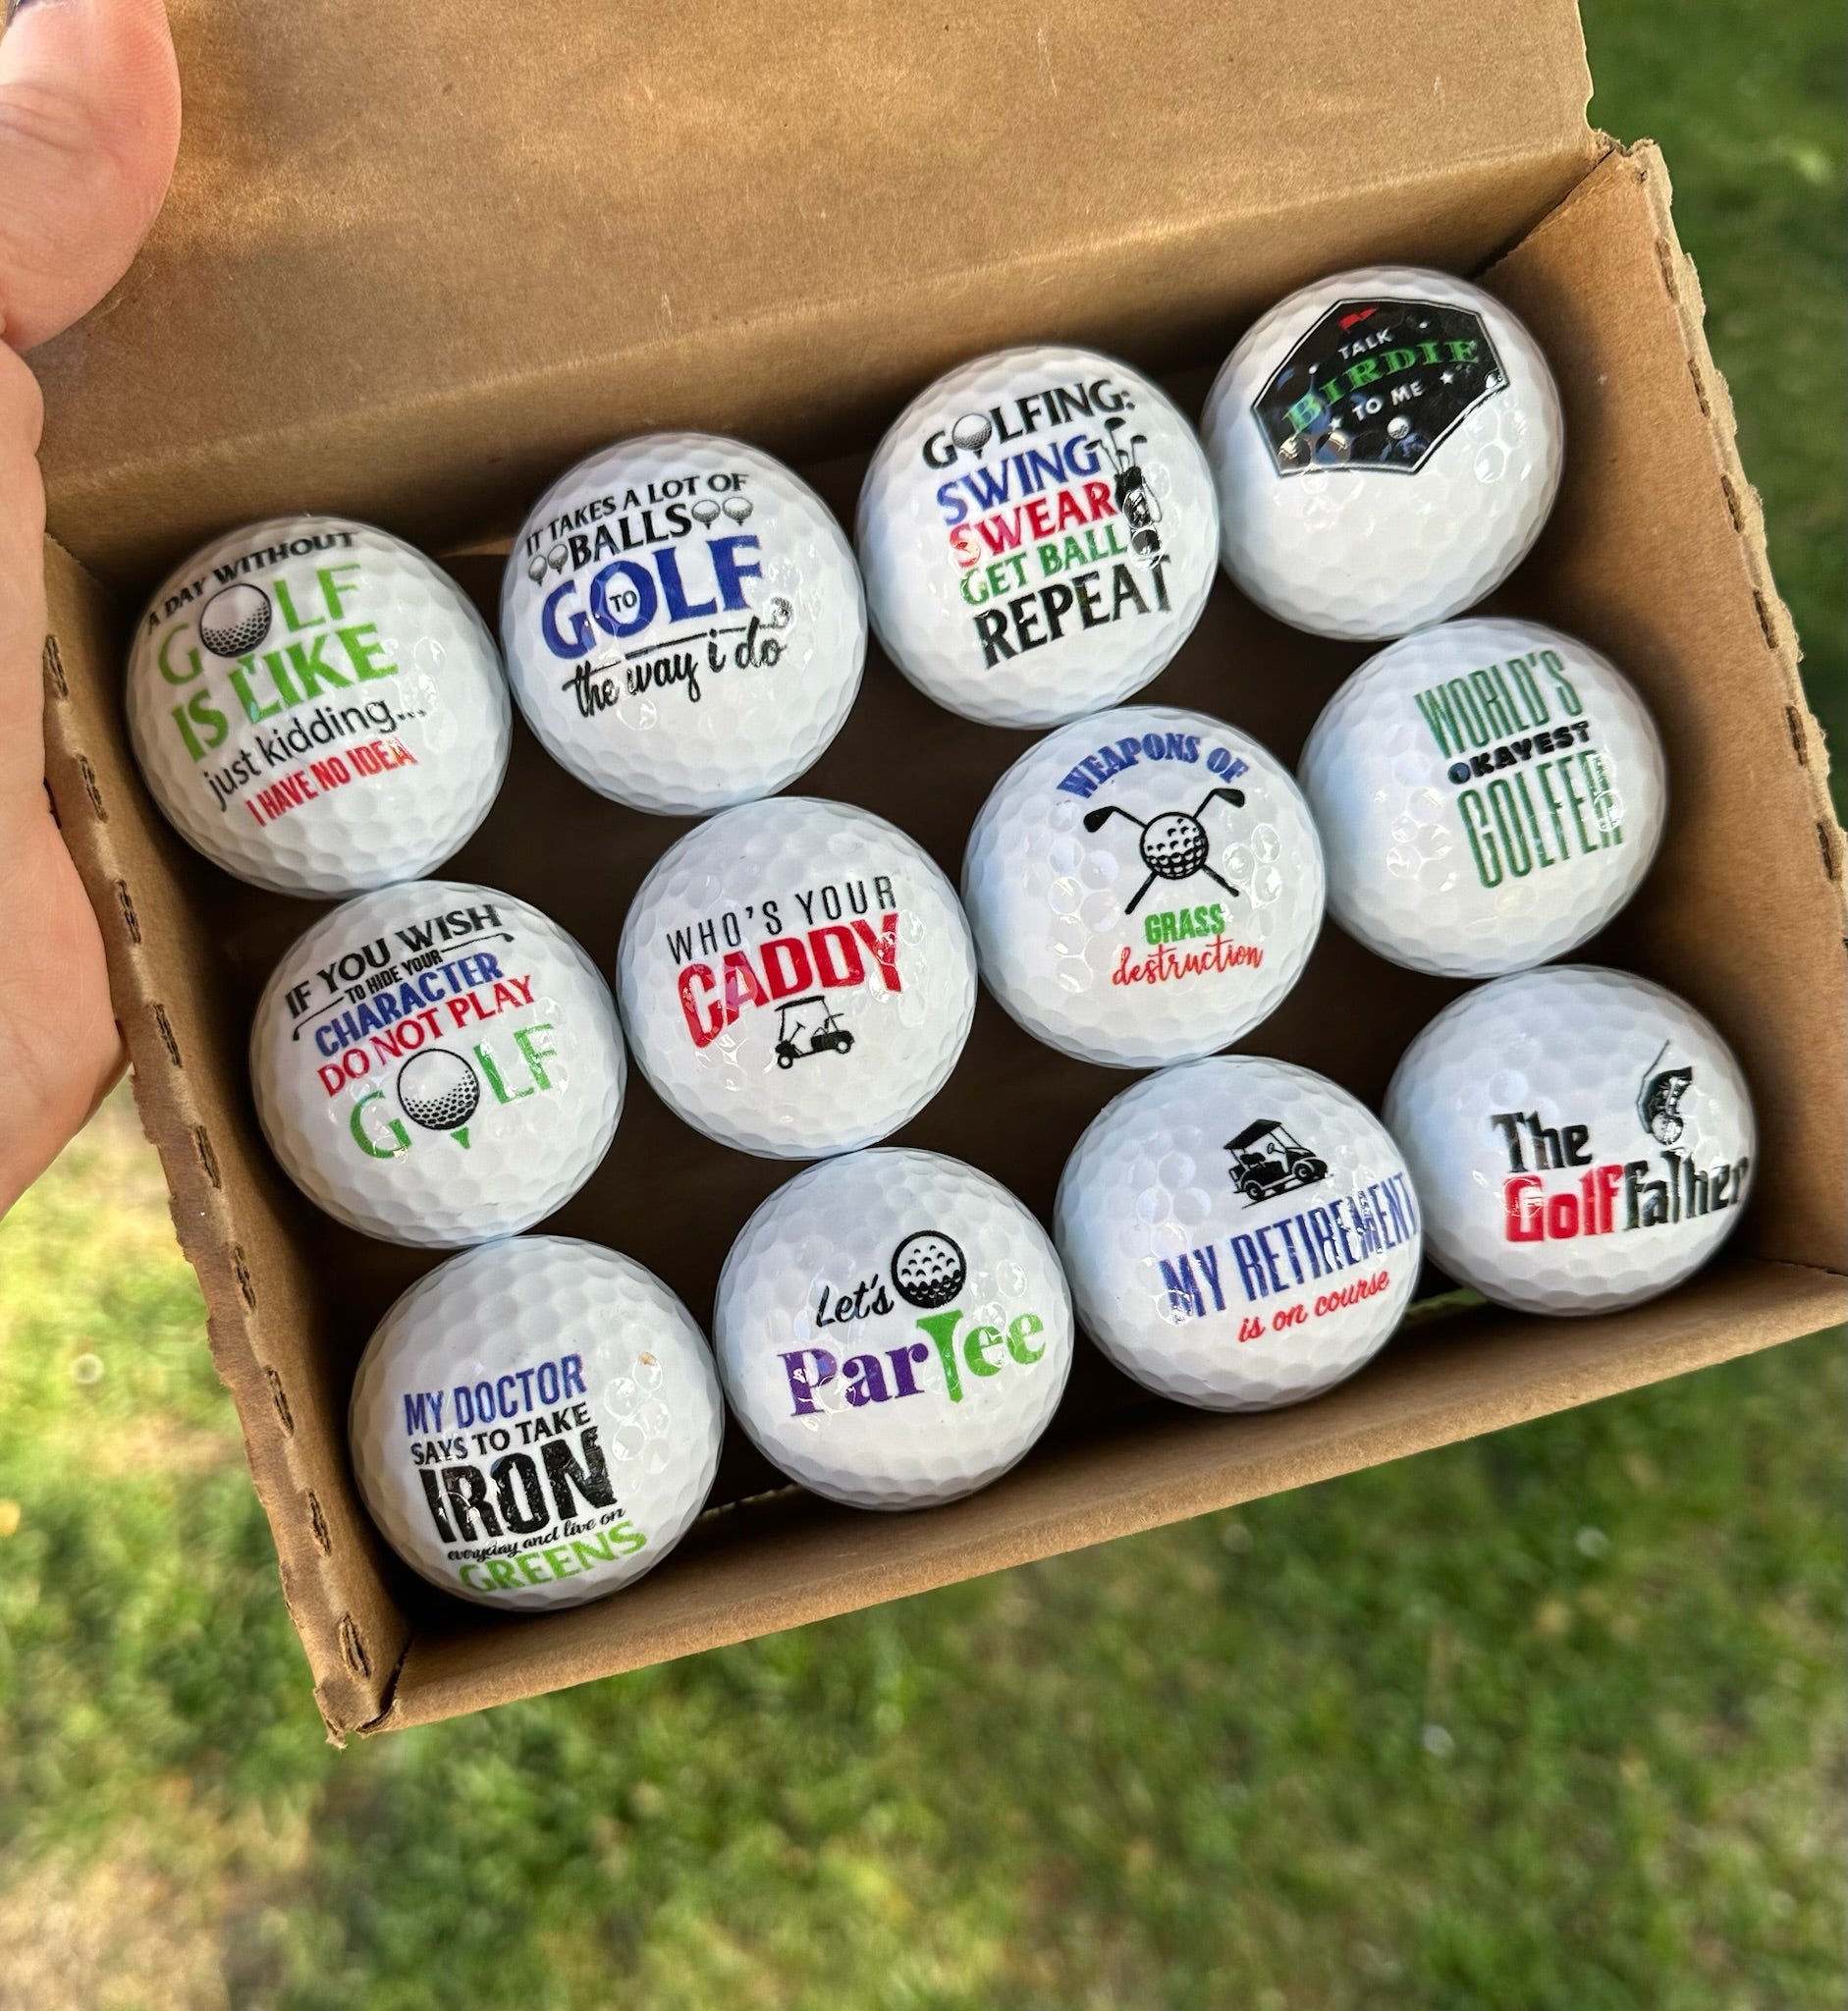 A DAY WITHOUT
GOLF
IS LIKE
just kidding...
I HAVE NO IDEA
IT TAKES A LOT OF
BALLS
TO
GOLF
the way i do
GOLFING:
SWING
SWEAR
GET BALL
REPEAT
TALK
BIRDIE
TO ME
IF YOU WISH
TO HIDE YOUR
CHARACTER
DO NOT PLAY
GOLF
WHO'S YOUR
CADDY
WEAPONS OF
GRASS
destruction
WORLD'S
OKAYEST
GOLFER
MY DOCTOR
SAYS TO TAKE
IRON
everyday and live on
GREENS
Let's
ParTee
MY RETIREMENT
is on course
The
Golffather